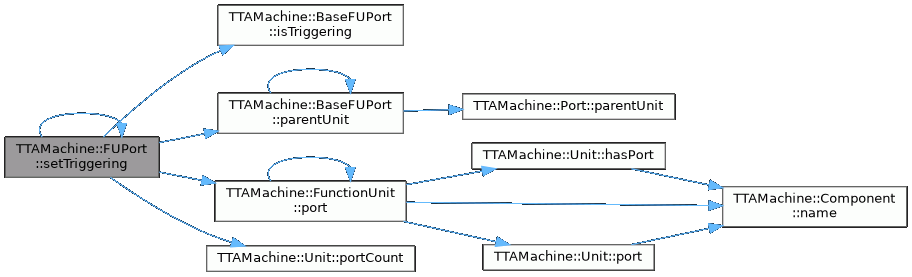 TTAMachine::BaseFUPort
::isTriggering
TTAMachine::BaseFUPort
::parentUnit
TTAMachine::Port::parentUnit
TTAMachine::FUPort
::setTriggering
TTAMachine::Unit::hasPort
TTAMachine::FunctionUnit
::port
TTAMachine::Component
::name
TTAMachine::Unit::portCount
TTAMachine::Unit::port